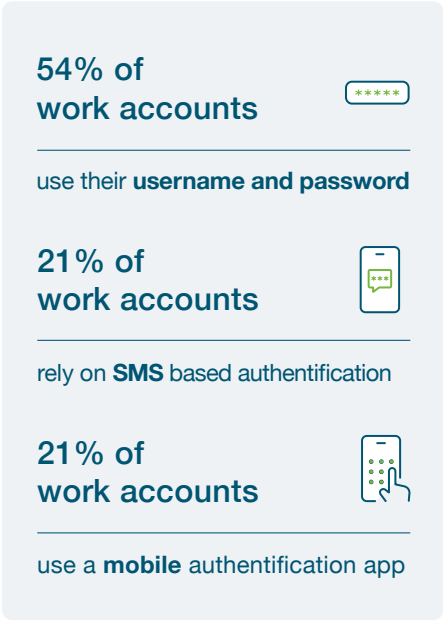 54% of
work accounts
*****
use their username and password
21% of
work accounts
***
rely on SMS based authentification
21% of
work accounts
use a mobile authentification app